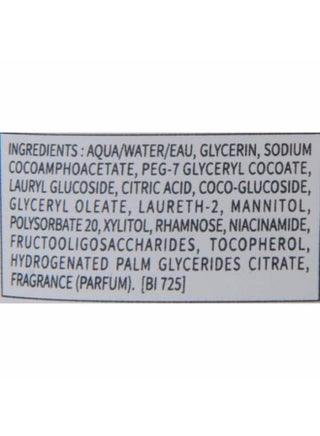 INGREDIENTS : AQUA/WATER/EAU, GLYCERIN, SODIUM
COCOAMPHOACETATE, PEG-7 GLYCERYL COCOATE,
LAURYL GLUCOSIDE, CITRIC ACID, COCO-GLUCOSIDE,
GLYCERYL OLEATE, LAURETH-2, MANNITOL,
POLYSORBATE 20, XYLITOL, RHAMNOSE, NIACINAMIDE,
FRUCTOOLIGOSACCHARIDES, TOCOPHEROL,
HYDROGENATED PALM GLYCERIDES CITRATE,
FRAGRANCE (PARFUM). [BI 725]